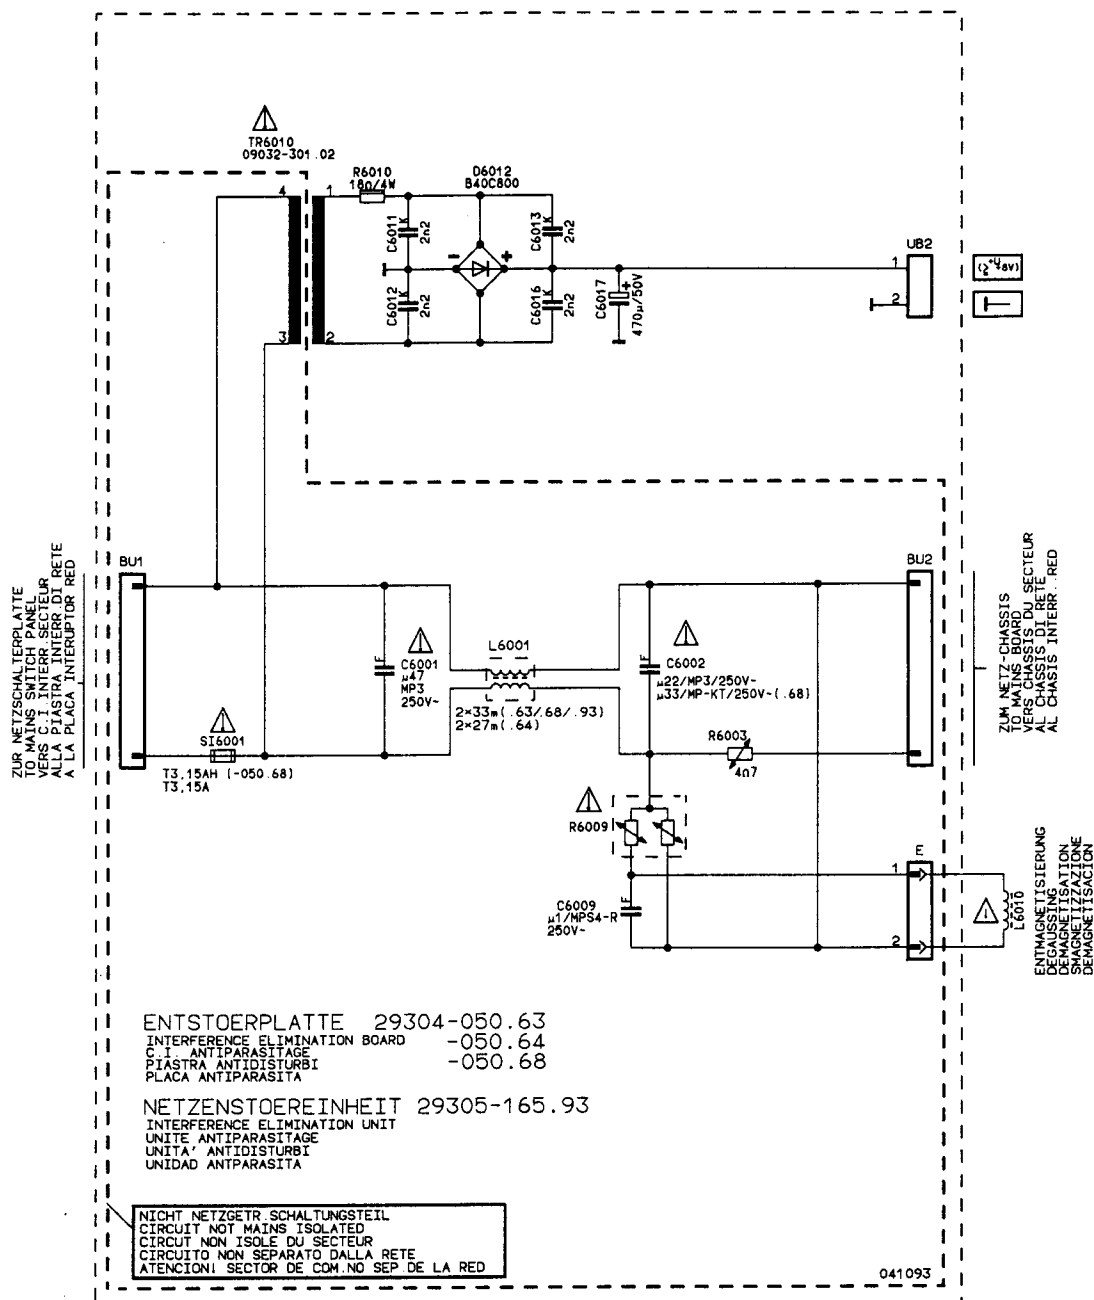 TR6010
09032-301.02
4
1
3
2
R6010
18Ω/4W
D6012
B40C800
C6011
K
2n2
C6013
K
2n2
C6012
K
2n2
C6016
K
2n2
-
+
C6017
+
470µ/50V
UB2
1
2
ZUR NETZSCHALTERPLATTE
TO MAINS SWITCH PANEL
VERS C.I. INTERR.SECTEUR
ALLA PIASTRA INTERR.DI RETE
A LA PLACA INTERUPTOR RED
BU1
SI6001
T3,15AH (-050.68)
T3,15A
F
C6001
µ47
MP3
250V~
L6001
2×33m(.63/.68/.93)
2×27m(.64)
F
C6002
µ22/MP3/250V~
µ33/MP-KT/250V~(.68)
R6003
4Ω7
BU2
ZUM NETZ-CHASSIS
TO MAINS BOARD
VERS CHASSIS DU SECTEUR
AL CHASSIS DI RETE
AL CHASIS INTERR..RED
R6009
F
C6009
µ1/MPS4-R
250V~
E
1
2
L6010
ENTMAGNETISIERUNG
DEGAUSSING
DEMAGNETISATION
SMAGNETIZZAZIONE
DEMAGNETISACION
ENTSTOERPLATTE 29304-050.63
INTERFERENCE ELIMINATION BOARD -050.64
C.I. ANTIPARASITAGE
PIASTRA ANTIDISTURBI -050.68
PLACA ANTIPARASITA
NETZENSTOEREINHEIT 29305-165.93
INTERFERENCE ELIMINATION UNIT
UNITE ANTIPARASITAGE
UNITA' ANTIDISTURBI
UNIDAD ANTPARASITA
NICHT NETZGETR.SCHALTUNGSTEIL
CIRCUIT NOT MAINS ISOLATED
CIRCUT NON ISOLE DU SECTEUR
CIRCUITO NON SEPARATO DALLA RETE
ATENCION! SECTOR DE COM.NO SEP.DE LA RED
041093